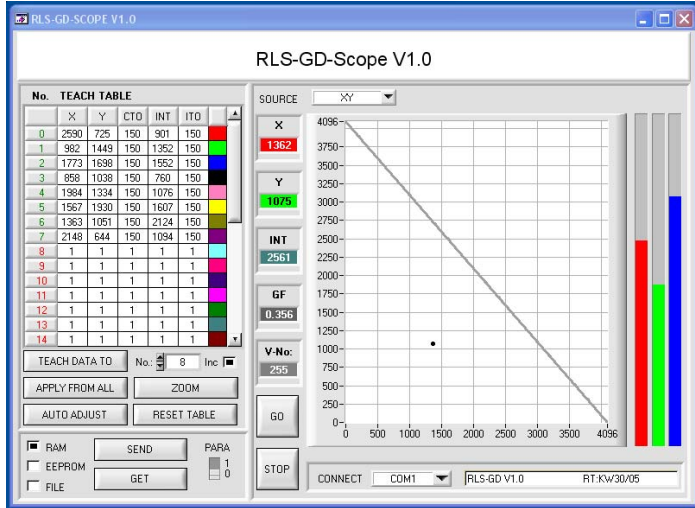 RLS-GD-SCOPE V1.0
RLS-GD-Scope V1.0
No. TEACH TABLE
X Y CTO INT ITO
0 2590 725 150 901 150
1 982 1449 150 1352 150
2 1773 1698 150 1552 150
3 858 1038 150 760 150
4 1984 1334 150 1076 150
5 1567 1930 150 1607 150
6 1363 1051 150 2124 150
7 2148 644 150 1094 150
8 1 1 1 1 1
9 1 1 1 1 1
10 1 1 1 1 1
11 1 1 1 1 1
12 1 1 1 1 1
13 1 1 1 1 1
14 1 1 1 1 1
TEACH DATA TO No.: 8 Inc
APPLY FROM ALL ZOOM
AUTO ADJUST RESET TABLE
RAM SEND PARA
EEPROM 1
FILE GET 0
SOURCE XY
X
1362
Y
1075
INT
2561
GF
0.356
V-No:
255
GO
STOP
4096
3750
3500
3250
3000
2750
2500
2250
2000
1750
1500
1250
1000
750
500
250
0
0 500 1000 1500 2000 2500 3000 3500 4096
CONNECT COM1 RLS-GD V1.0 RT:KW30/05